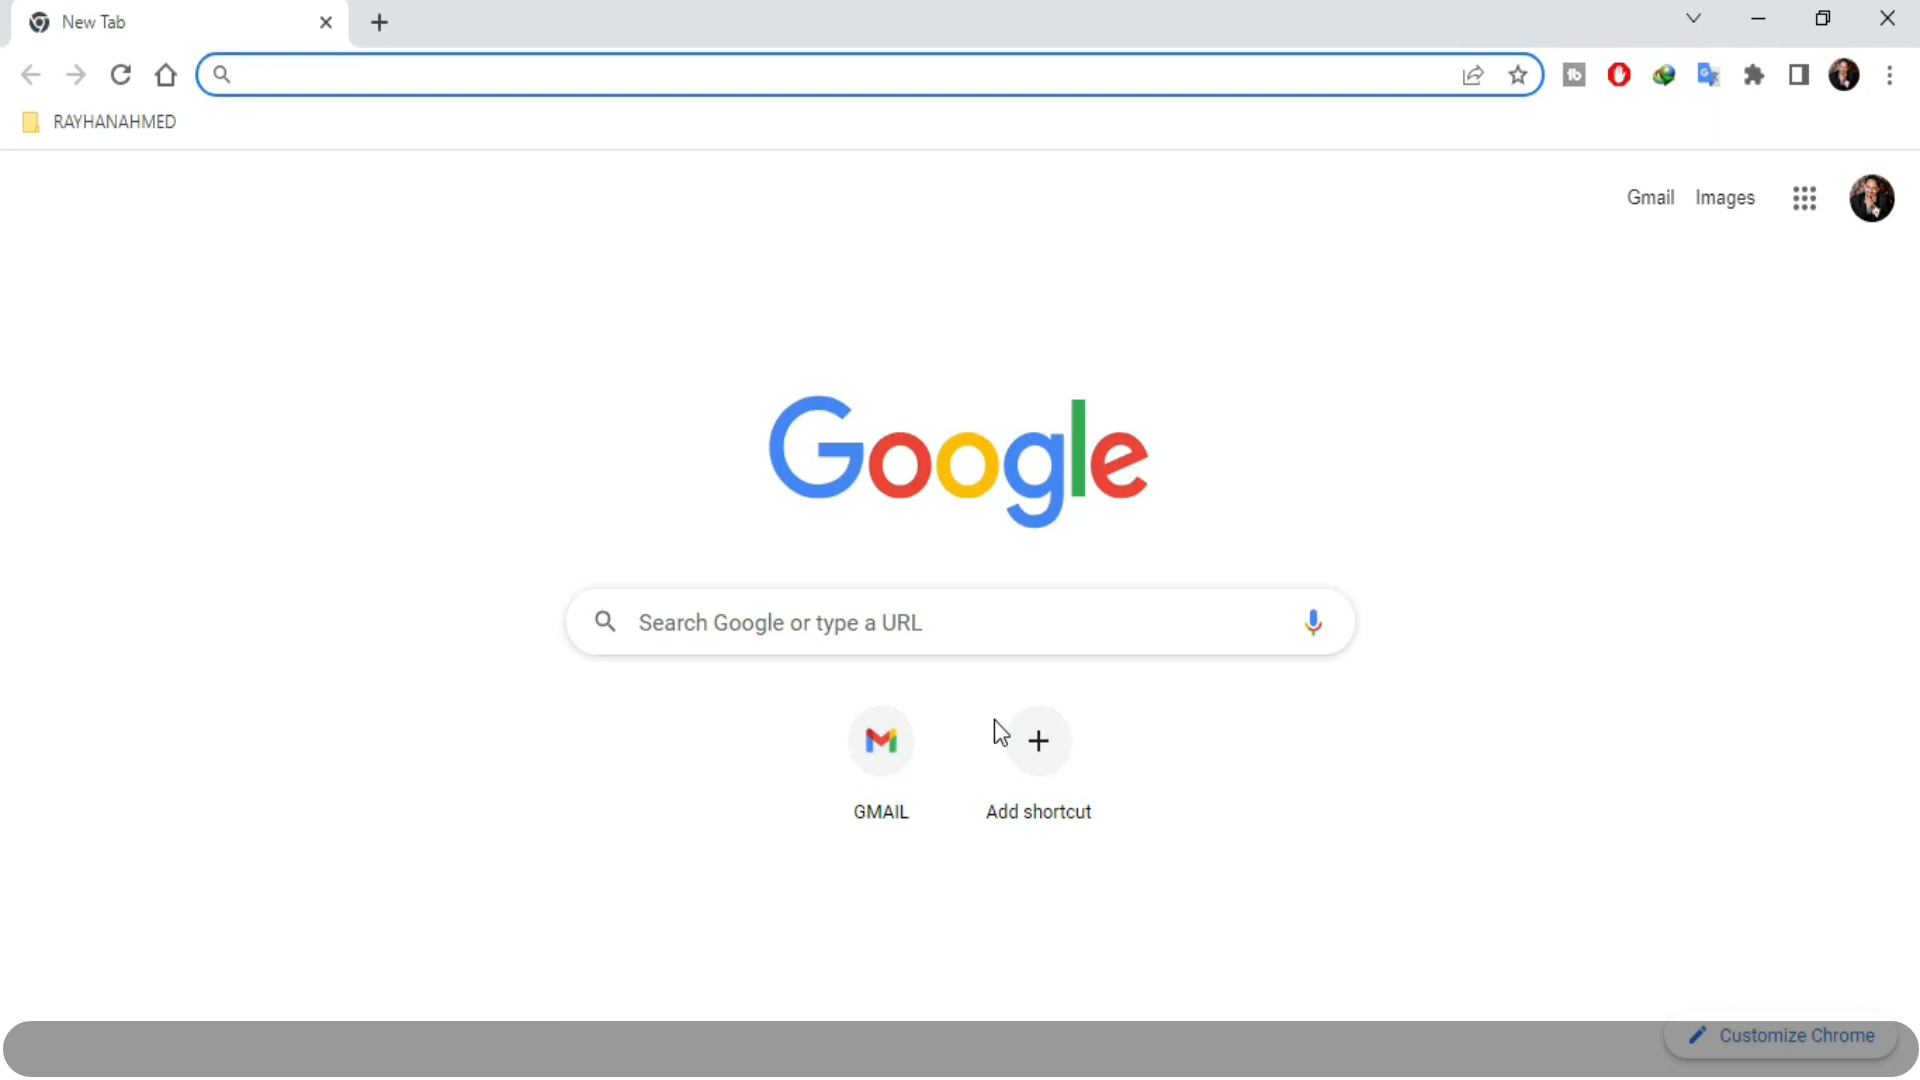 New Tab
RAYHANAHMED
Gmail Images
Google
Search Google or type a URL
GMAIL
Add shortcut
Customize Chrome